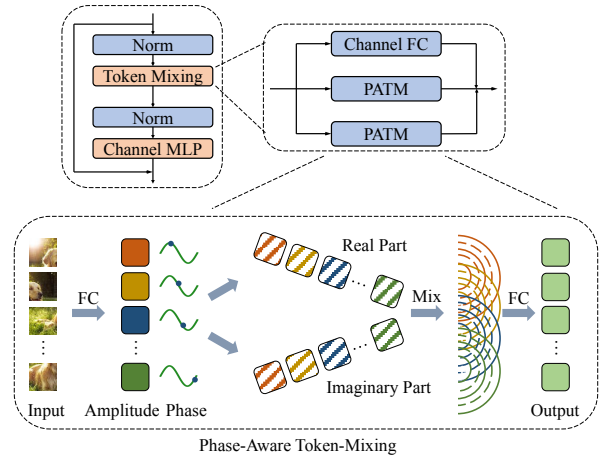 Norm
Token Mixing
Norm
Channel MLP
Channel FC
PATM
PATM
FC
Real Part
Imaginary Part
Mix
FC
Input
Amplitude Phase
Output
Phase-Aware Token-Mixing